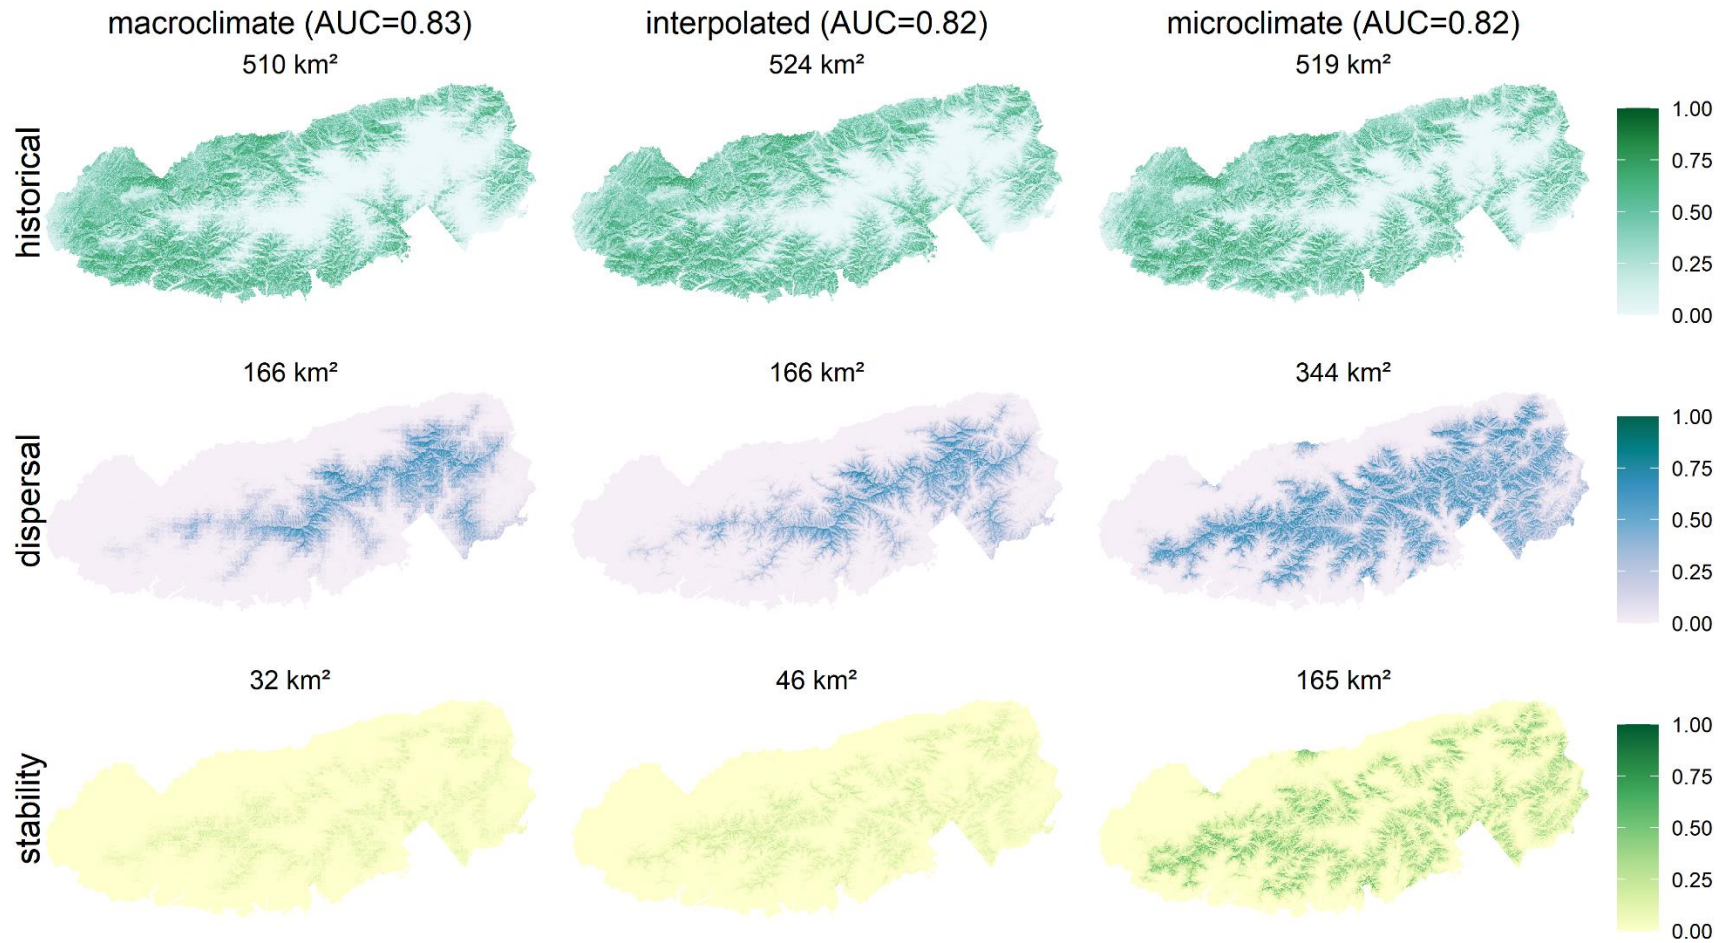 macroclimate (AUC=0.83)
interpolated (AUC=0.82)
microclimate (AUC=0.82)
510 km²
524 km²
519 km²
historical
1.00
0.75
0.50
0.25
0.00
166 km²
166 km²
344 km²
dispersal
1.00
0.75
0.50
0.25
0.00
32 km²
46 km²
165 km²
stability
1.00
0.75
0.50
0.25
0.00